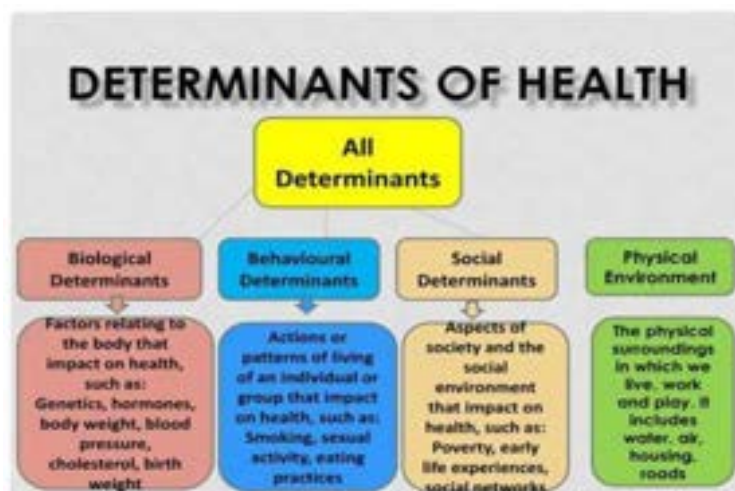 DETERMINANTS OF HEALTH
All
Determinants
Biological
Determinants
Factors relating to
the body that
impact on health,
such as:
Genetics, hormones,
body weight, blood
pressure,
cholesterol, birth
weight
Behavioural
Determinants
Actions or
patterns of living
of an individual or
group that impact
on health, such as:
Smoking, sexual
activity, eating
practices
Social
Determinants
Aspects of
society and the
social
environment
that impact on
health, such as:
Poverty, early
life experiences,
social networks
Physical
Environment
The physical
surroundings
in which we
live, work
and play. It
includes
water, air,
housing,
roads